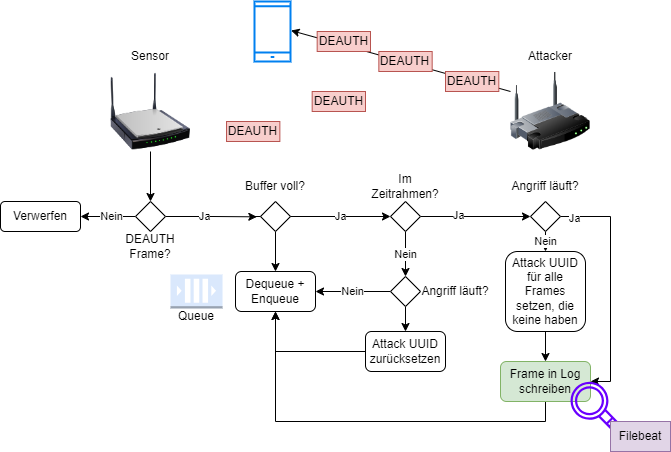 DEAUTH
Sensor
DEAUTH
Attacker
DEAUTH
DEAUTH
DEAUTH
Buffer voll?
Im
Zeitrahmen?
Angriff läuft?
Verwerfen
Nein
Ja
Ja
Ja
Ja
DEAUTH
Frame?
Nein
Nein
Attack UUID
für alle
Frames
setzen, die
keine haben
Dequeue +
Enqueue
Nein
Angriff läuft?
Queue
Attack UUID
zurücksetzen
Frame in Log
schreiben
Filebeat